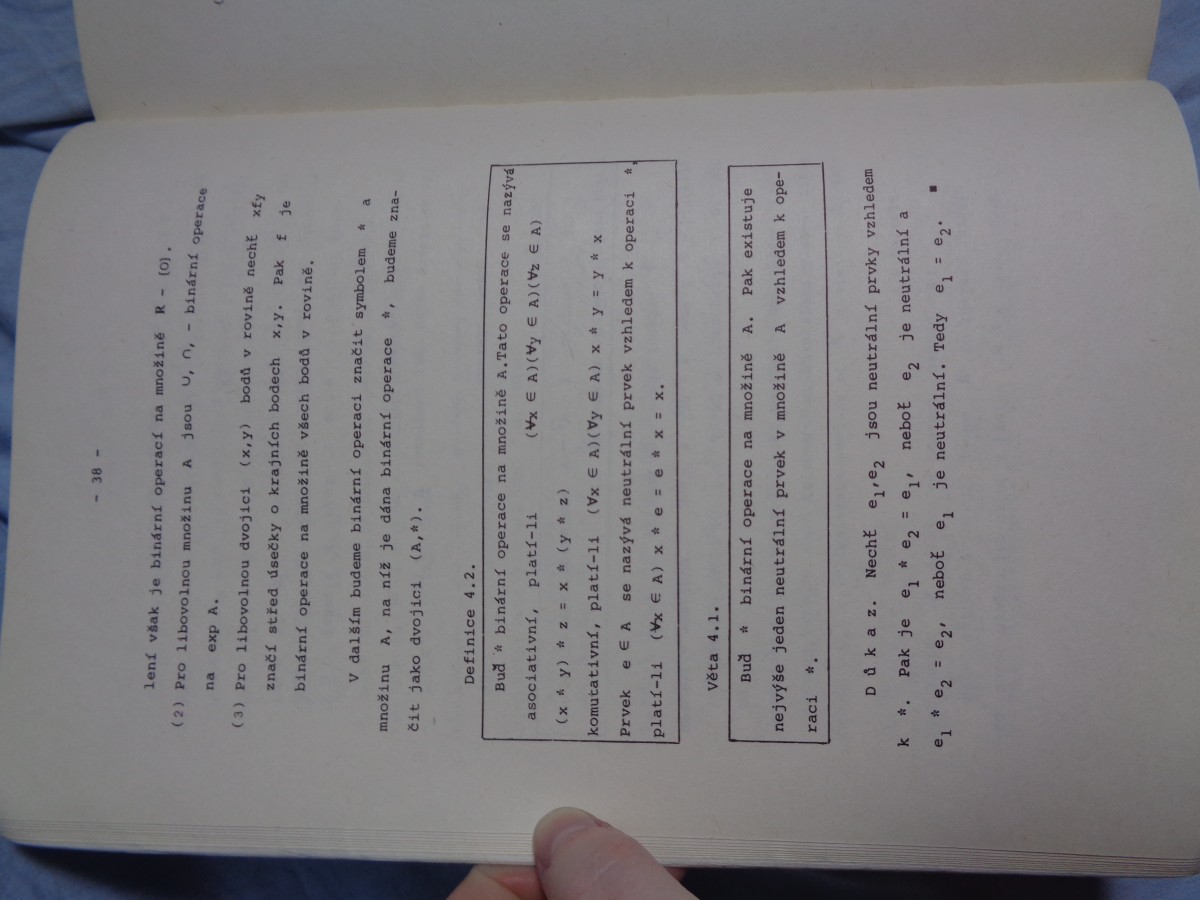 - 38 -
lení však je binární operací na množině R - {O}.
(2) Pro libovolnou množinu A jsou ∪, ∩, - binární operace
na exp A.
(3) Pro libovolnou dvojici (x,y) bodů v rovině nechť xfy
značí střed úsečky o krajních bodech x,y. Pak f je
binární operace na množině všech bodů v rovině.
V dalším budeme binární operaci značit symbolem * a
množinu A, na níž je dána binární operace *, budeme zna-
čit jako dvojici (A,*).
Definice 4.2.
Buď * binární operace na množině A.Tato operace se nazývá
asociativní, platí-li (∀x ∈ A)(∀y ∈ A)(∀z ∈ A)
(x * y) * z = x * (y * z)
komutativní, platí-li (∀x ∈ A)(∀y ∈ A) x * y = y * x
Prvek e ∈ A se nazývá neutrální prvek vzhledem k operaci *,
platí-li (∀x ∈ A) x * e = e * x = x.
Věta 4.1.
Buď * binární operace na množině A. Pak existuje
nejvýše jeden neutrální prvek v množině A vzhledem k ope-
raci *.
D ů k a z. Nechť e₁,e₂ jsou neutrální prvky vzhledem
k *. Pak je e₁ * e₂ = e₁, neboť e₂ je neutrální a
e₁ * e₂ = e₂, neboť e₁ je neutrální. Tedy e₁ = e₂. ■